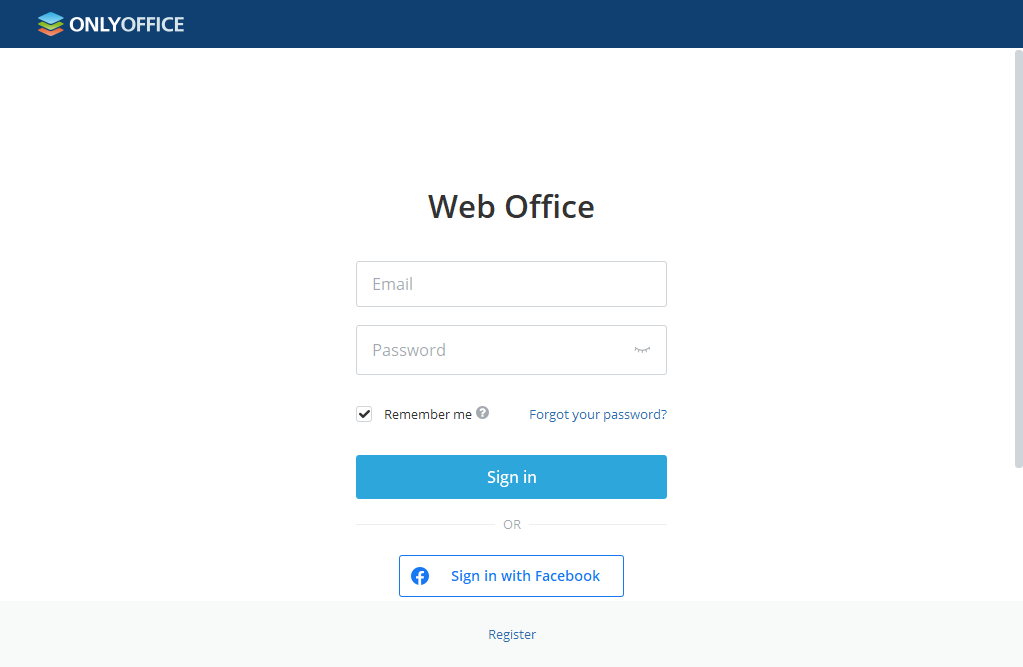 ONLYOFFICE
Web Office
Email
Password
Remember me ? Forgot your password?
Sign in
OR
Sign in with Facebook
Register